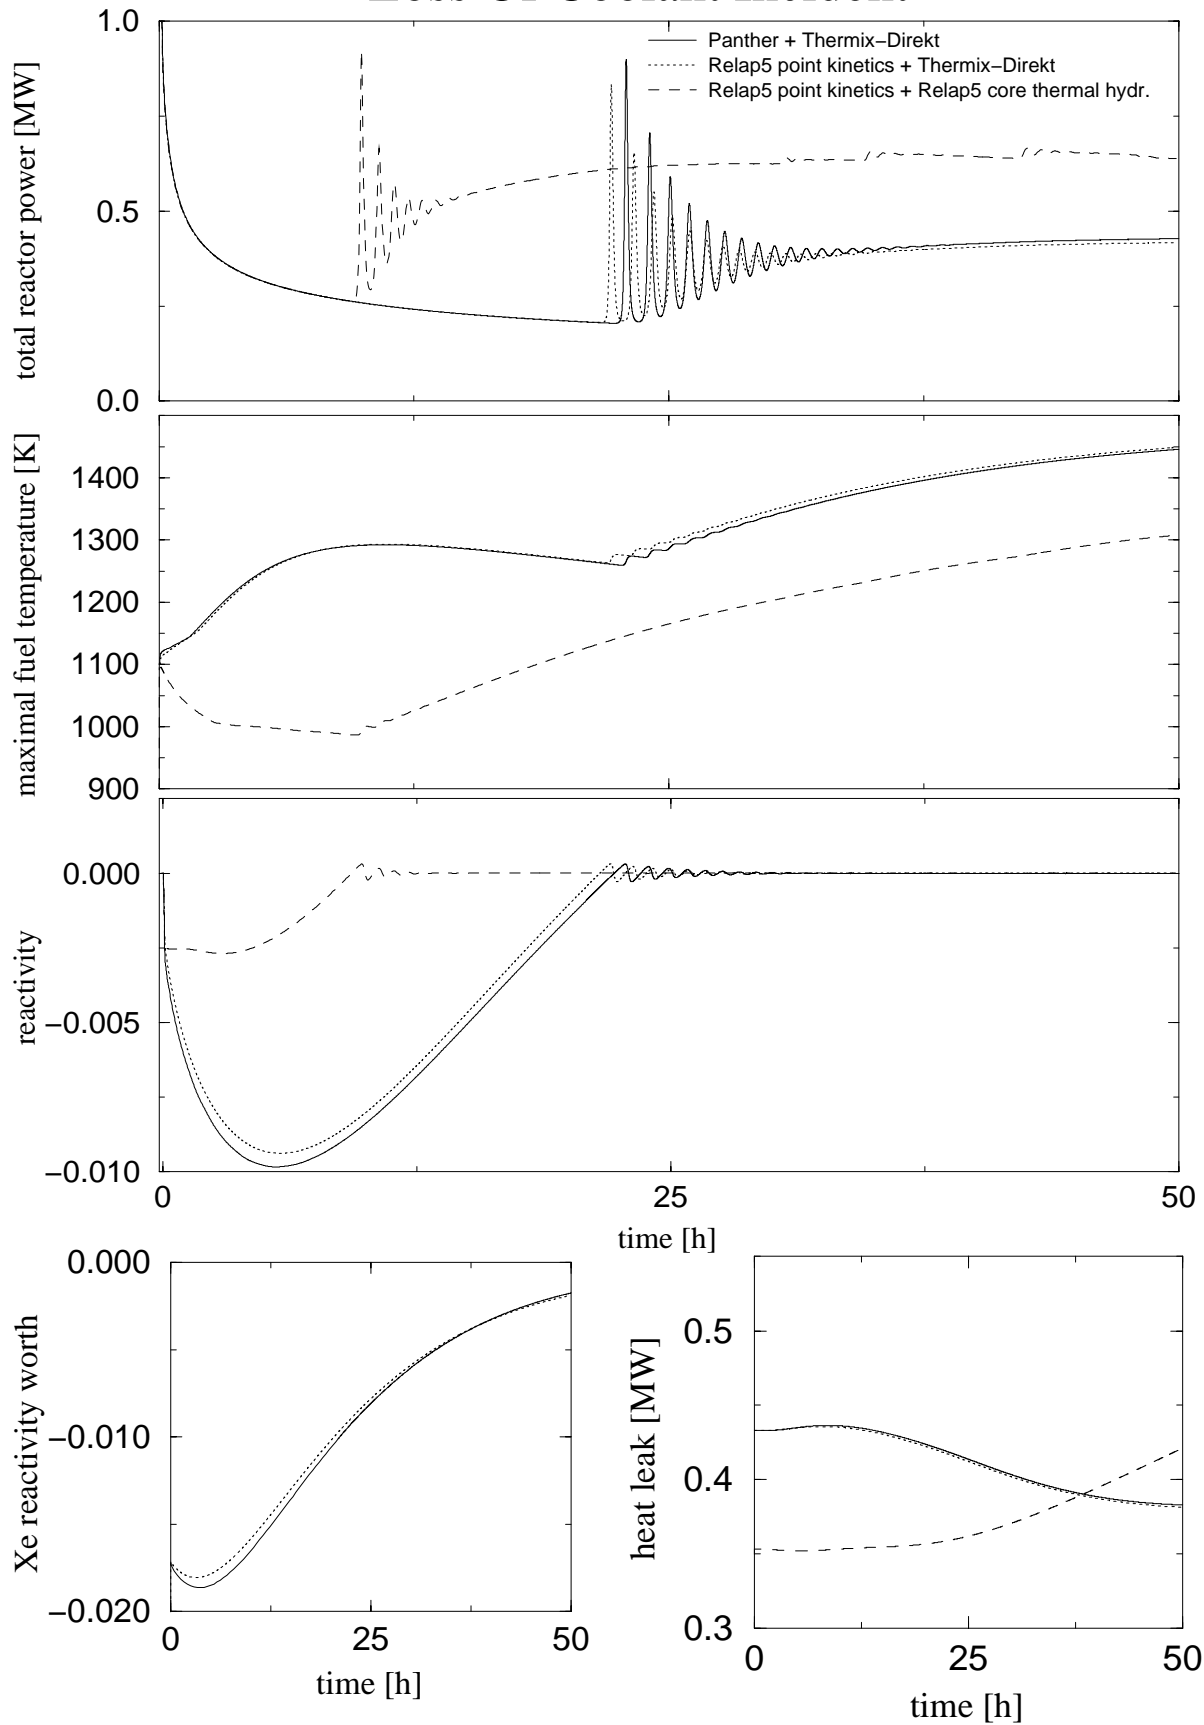 1.0
Panther + Thermix−Direkt
Relap5 point kinetics + Thermix−Direkt
Relap5 point kinetics + Relap5 core thermal hydr.
total reactor power [MW]
0.5
0.0
maximal fuel temperature [K]
1400
1300
1200
1100
1000
900
reactivity
0.000
−0.005
−0.010
0
25
50
time [h]
Xe reactivity worth
0.000
−0.010
−0.020
0
25
50
time [h]
heat leak [MW]
0.5
0.4
0.3
0
25
50
time [h]